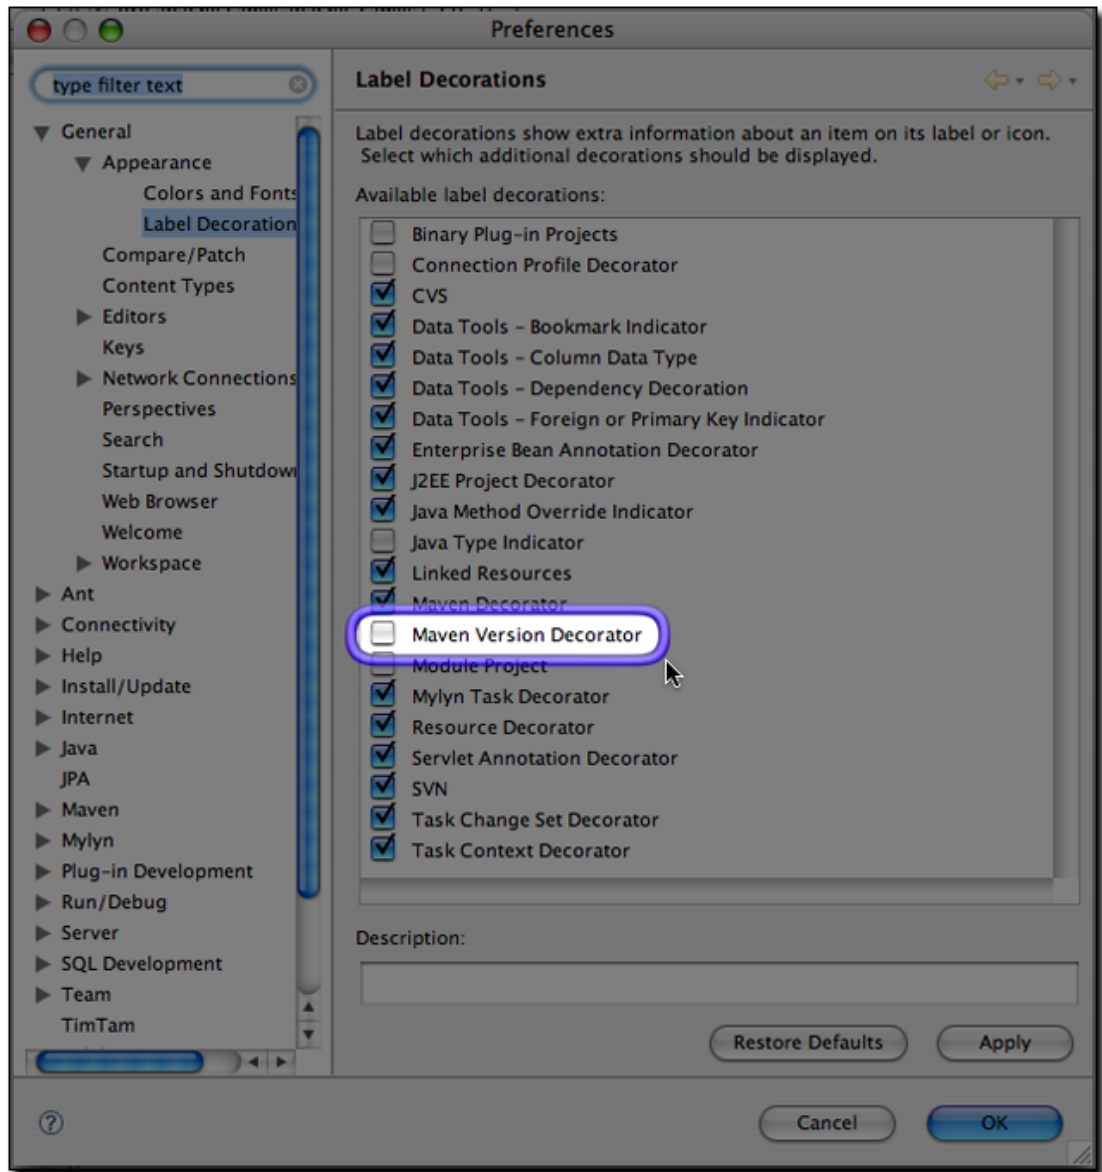 Preferences
type filter text
General
Appearance
Colors and Fonts
Label Decoration
Compare/Patch
Content Types
Editors
Keys
Network Connections
Perspectives
Search
Startup and Shutdow
Web Browser
Welcome
Workspace
Ant
Connectivity
Help
Install/Update
Internet
Java
JPA
Maven
Mylyn
Plug-in Development
Run/Debug
Server
SQL Development
Team
TimTam
Label Decorations
Label decorations show extra information about an item on its label or icon.
Select which additional decorations should be displayed.
Available label decorations:
Binary Plug-in Projects
Connection Profile Decorator
CVS
Data Tools - Bookmark Indicator
Data Tools - Column Data Type
Data Tools - Dependency Decoration
Data Tools - Foreign or Primary Key Indicator
Enterprise Bean Annotation Decorator
J2EE Project Decorator
Java Method Override Indicator
Java Type Indicator
Linked Resources
Maven Decorator
Maven Version Decorator
Module Project
Mylyn Task Decorator
Resource Decorator
Servlet Annotation Decorator
SVN
Task Change Set Decorator
Task Context Decorator
Description:
Restore Defaults
Apply
?
Cancel
OK